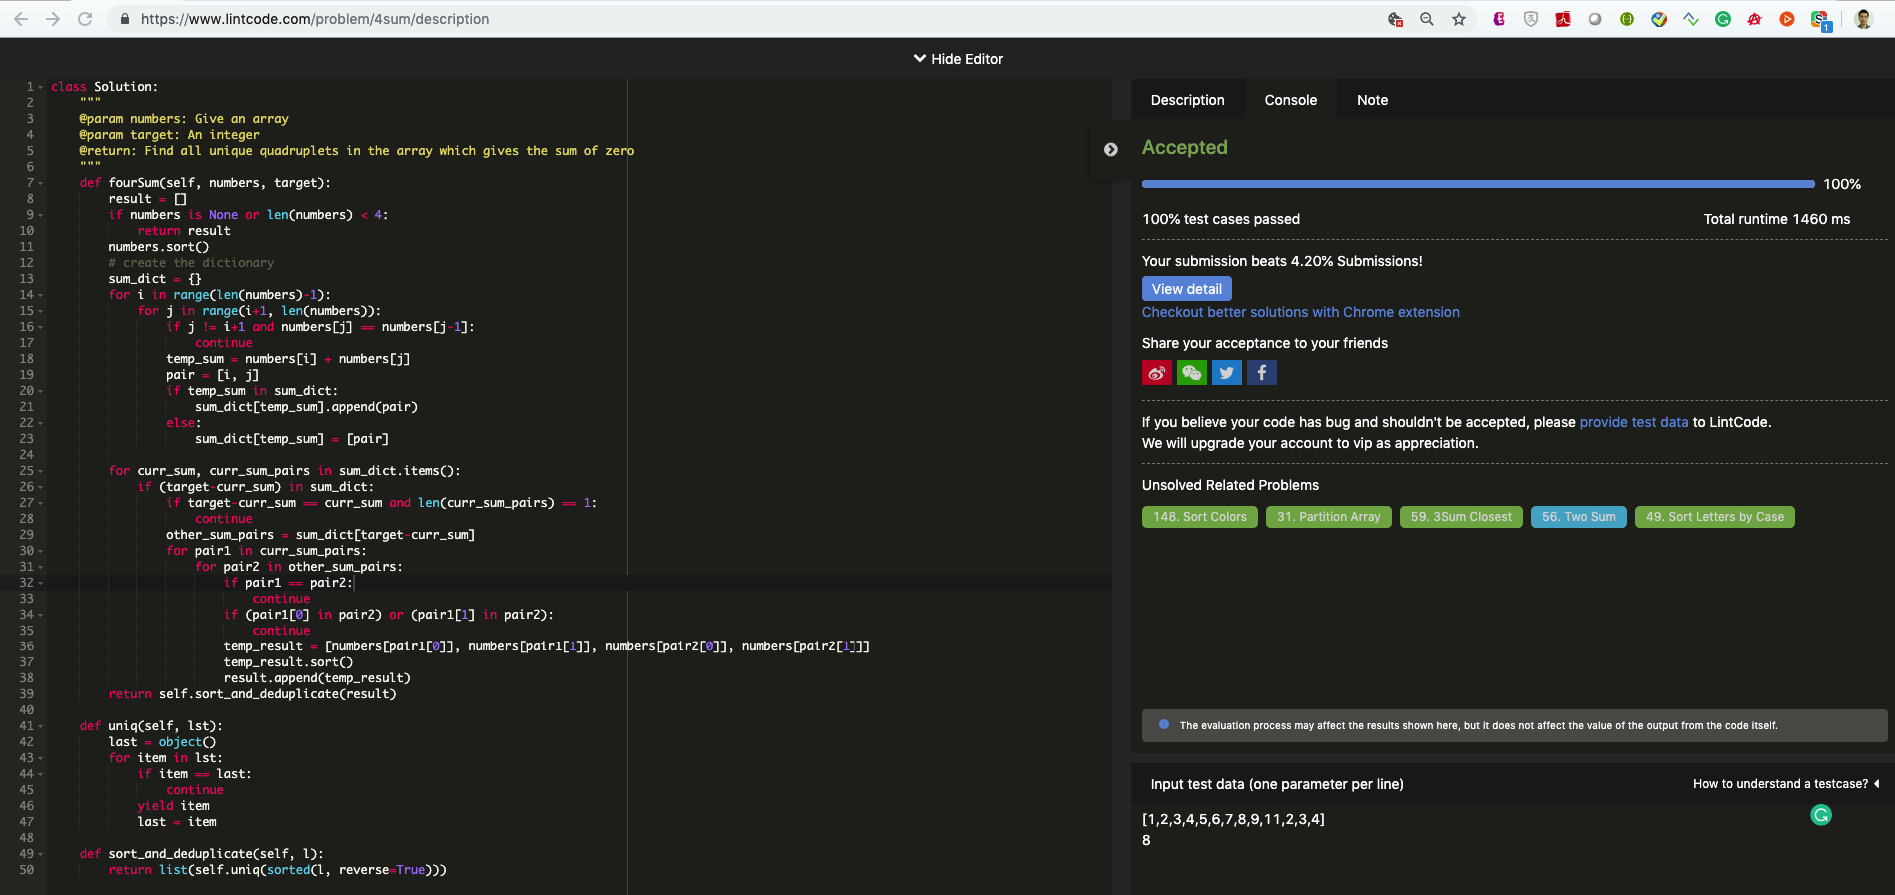 https://www.lintcode.com/problem/4sum/description
1
Hide Editor
1 class Solution:
2     """
3     @param numbers: Give an array
4     @param target: An integer
5     @return: Find all unique quadruplets in the array which gives the sum of zero
6     """
7     def fourSum(self, numbers, target):
8         result = []
9         if numbers is None or len(numbers) < 4:
10             return result
11         numbers.sort()
12         # create the dictionary
13         sum_dict = {}
14         for i in range(len(numbers)-1):
15             for j in range(i+1, len(numbers)):
16                 if j != i+1 and numbers[j] == numbers[j-1]:
17                     continue
18                 temp_sum = numbers[i] + numbers[j]
19                 pair = [i, j]
20                 if temp_sum in sum_dict:
21                     sum_dict[temp_sum].append(pair)
22                 else:
23                     sum_dict[temp_sum] = [pair]
24
25         for curr_sum, curr_sum_pairs in sum_dict.items():
26             if (target-curr_sum) in sum_dict:
27                 if target-curr_sum == curr_sum and len(curr_sum_pairs) == 1:
28                     continue
29                 other_sum_pairs = sum_dict[target-curr_sum]
30                 for pair1 in curr_sum_pairs:
31                     for pair2 in other_sum_pairs:
32                         if pair1 == pair2:
33                             continue
34                         if (pair1[0] in pair2) or (pair1[1] in pair2):
35                             continue
36                         temp_result = [numbers[pair1[0]], numbers[pair1[1]], numbers[pair2[0]], numbers[pair2[1]]]
37                         temp_result.sort()
38                         result.append(temp_result)
39         return self.sort_and_deduplicate(result)
40
41     def uniq(self, lst):
42         last = object()
43         for item in lst:
44             if item == last:
45                 continue
46             yield item
47             last = item
48
49     def sort_and_deduplicate(self, l):
50         return list(self.uniq(sorted(l, reverse=True)))
Description Console Note
Accepted
100%
100% test cases passed Total runtime 1460 ms
Your submission beats 4.20% Submissions!
View detail
Checkout better solutions with Chrome extension
Share your acceptance to your friends
If you believe your code has bug and shouldn't be accepted, please provide test data to LintCode.
We will upgrade your account to vip as appreciation.
Unsolved Related Problems
148. Sort Colors 31. Partition Array 59. 3Sum Closest 56. Two Sum 49. Sort Letters by Case
The evaluation process may affect the results shown here, but it does not affect the value of the output from the code itself.
Input test data (one parameter per line) How to understand a testcase?
[1,2,3,4,5,6,7,8,9,11,2,3,4]
8